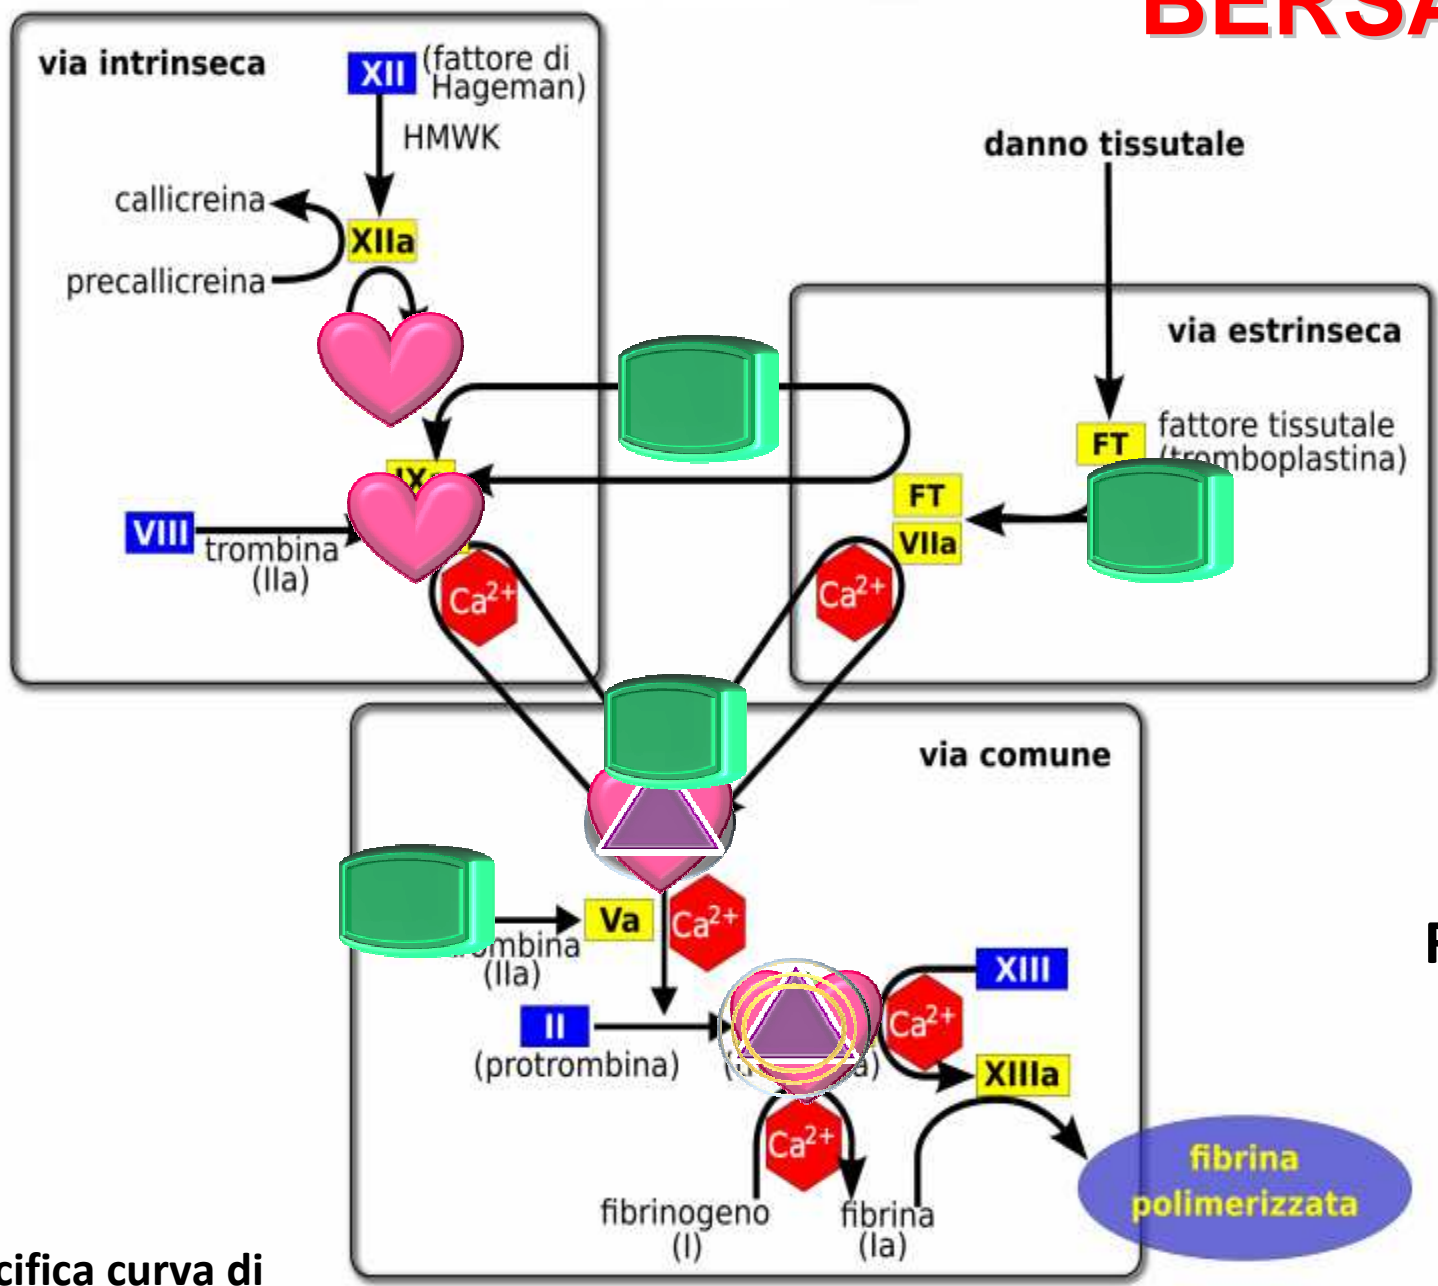 BERSA
via intrinseca
XII
(fattore di
Hageman)
HMWK
danno tissutale
callicreina
XIIa
precallicreina
via estrinseca
FT
fattore tissutale
(tromboplastina)
FT
VIII
trombina
(IIa)
VIIa
Ca2+
Ca2+
via comune
Va
Ca2+
(IIa)
XIII
II
(protrombina)
Ca2+
XIIIa
Ca2+
fibrina
polimerizzata
fibrinogeno
(I)
fibrina
(Ia)
cifica curva di